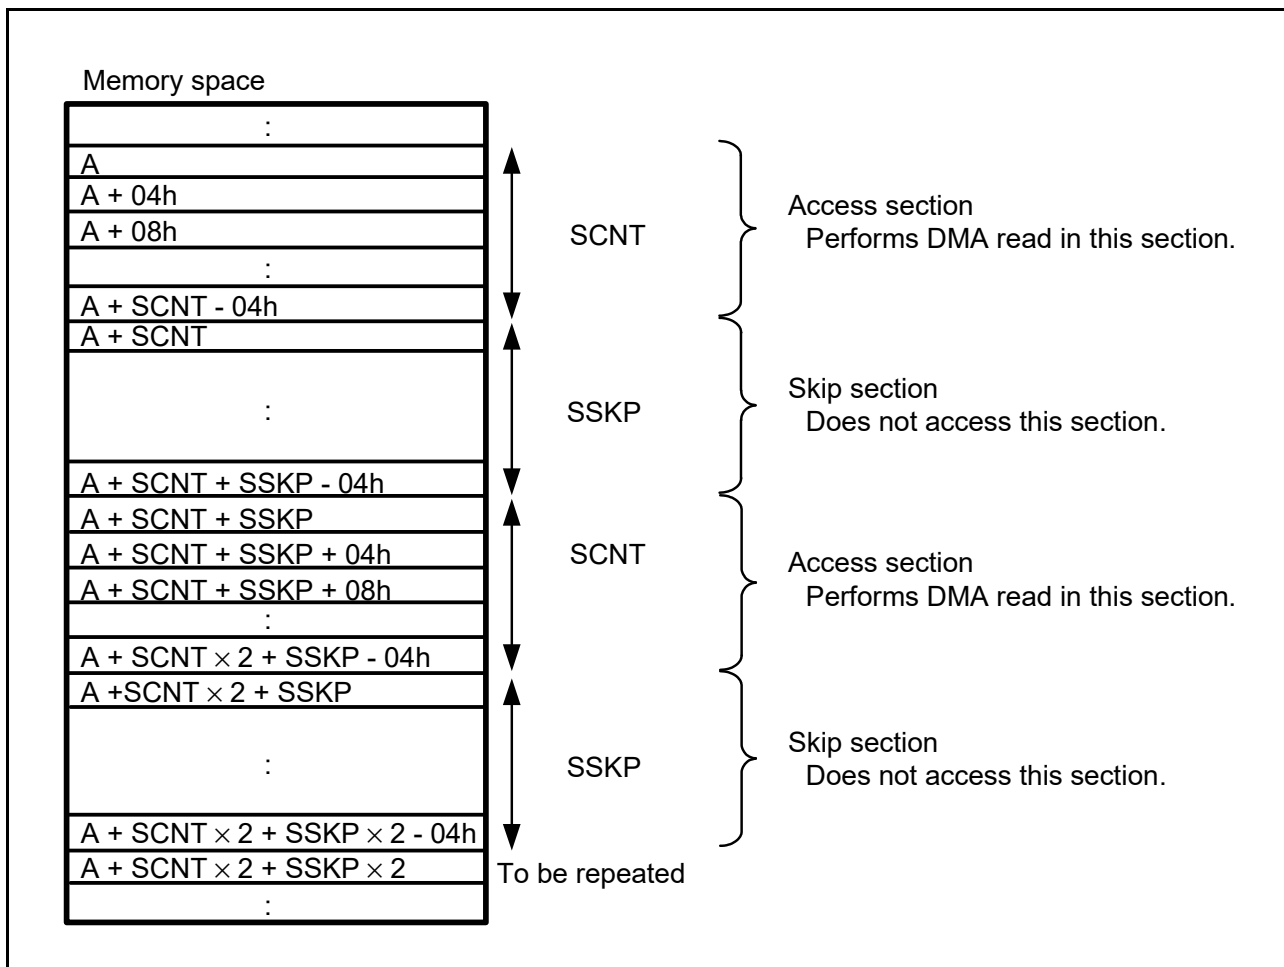 Memory space
:
A
A + 04h
A + 08h
:
A + SCNT - 04h
A + SCNT
:
A + SCNT + SSKP - 04h
A + SCNT + SSKP
A + SCNT + SSKP + 04h
A + SCNT + SSKP + 08h
:
A + SCNT × 2 + SSKP - 04h
A +SCNT × 2 + SSKP
:
A + SCNT × 2 + SSKP × 2 - 04h
A + SCNT × 2 + SSKP × 2
:
SCNT
SSKP
SCNT
SSKP
To be repeated
Access section
Performs DMA read in this section.
Skip section
Does not access this section.
Access section
Performs DMA read in this section.
Skip section
Does not access this section.